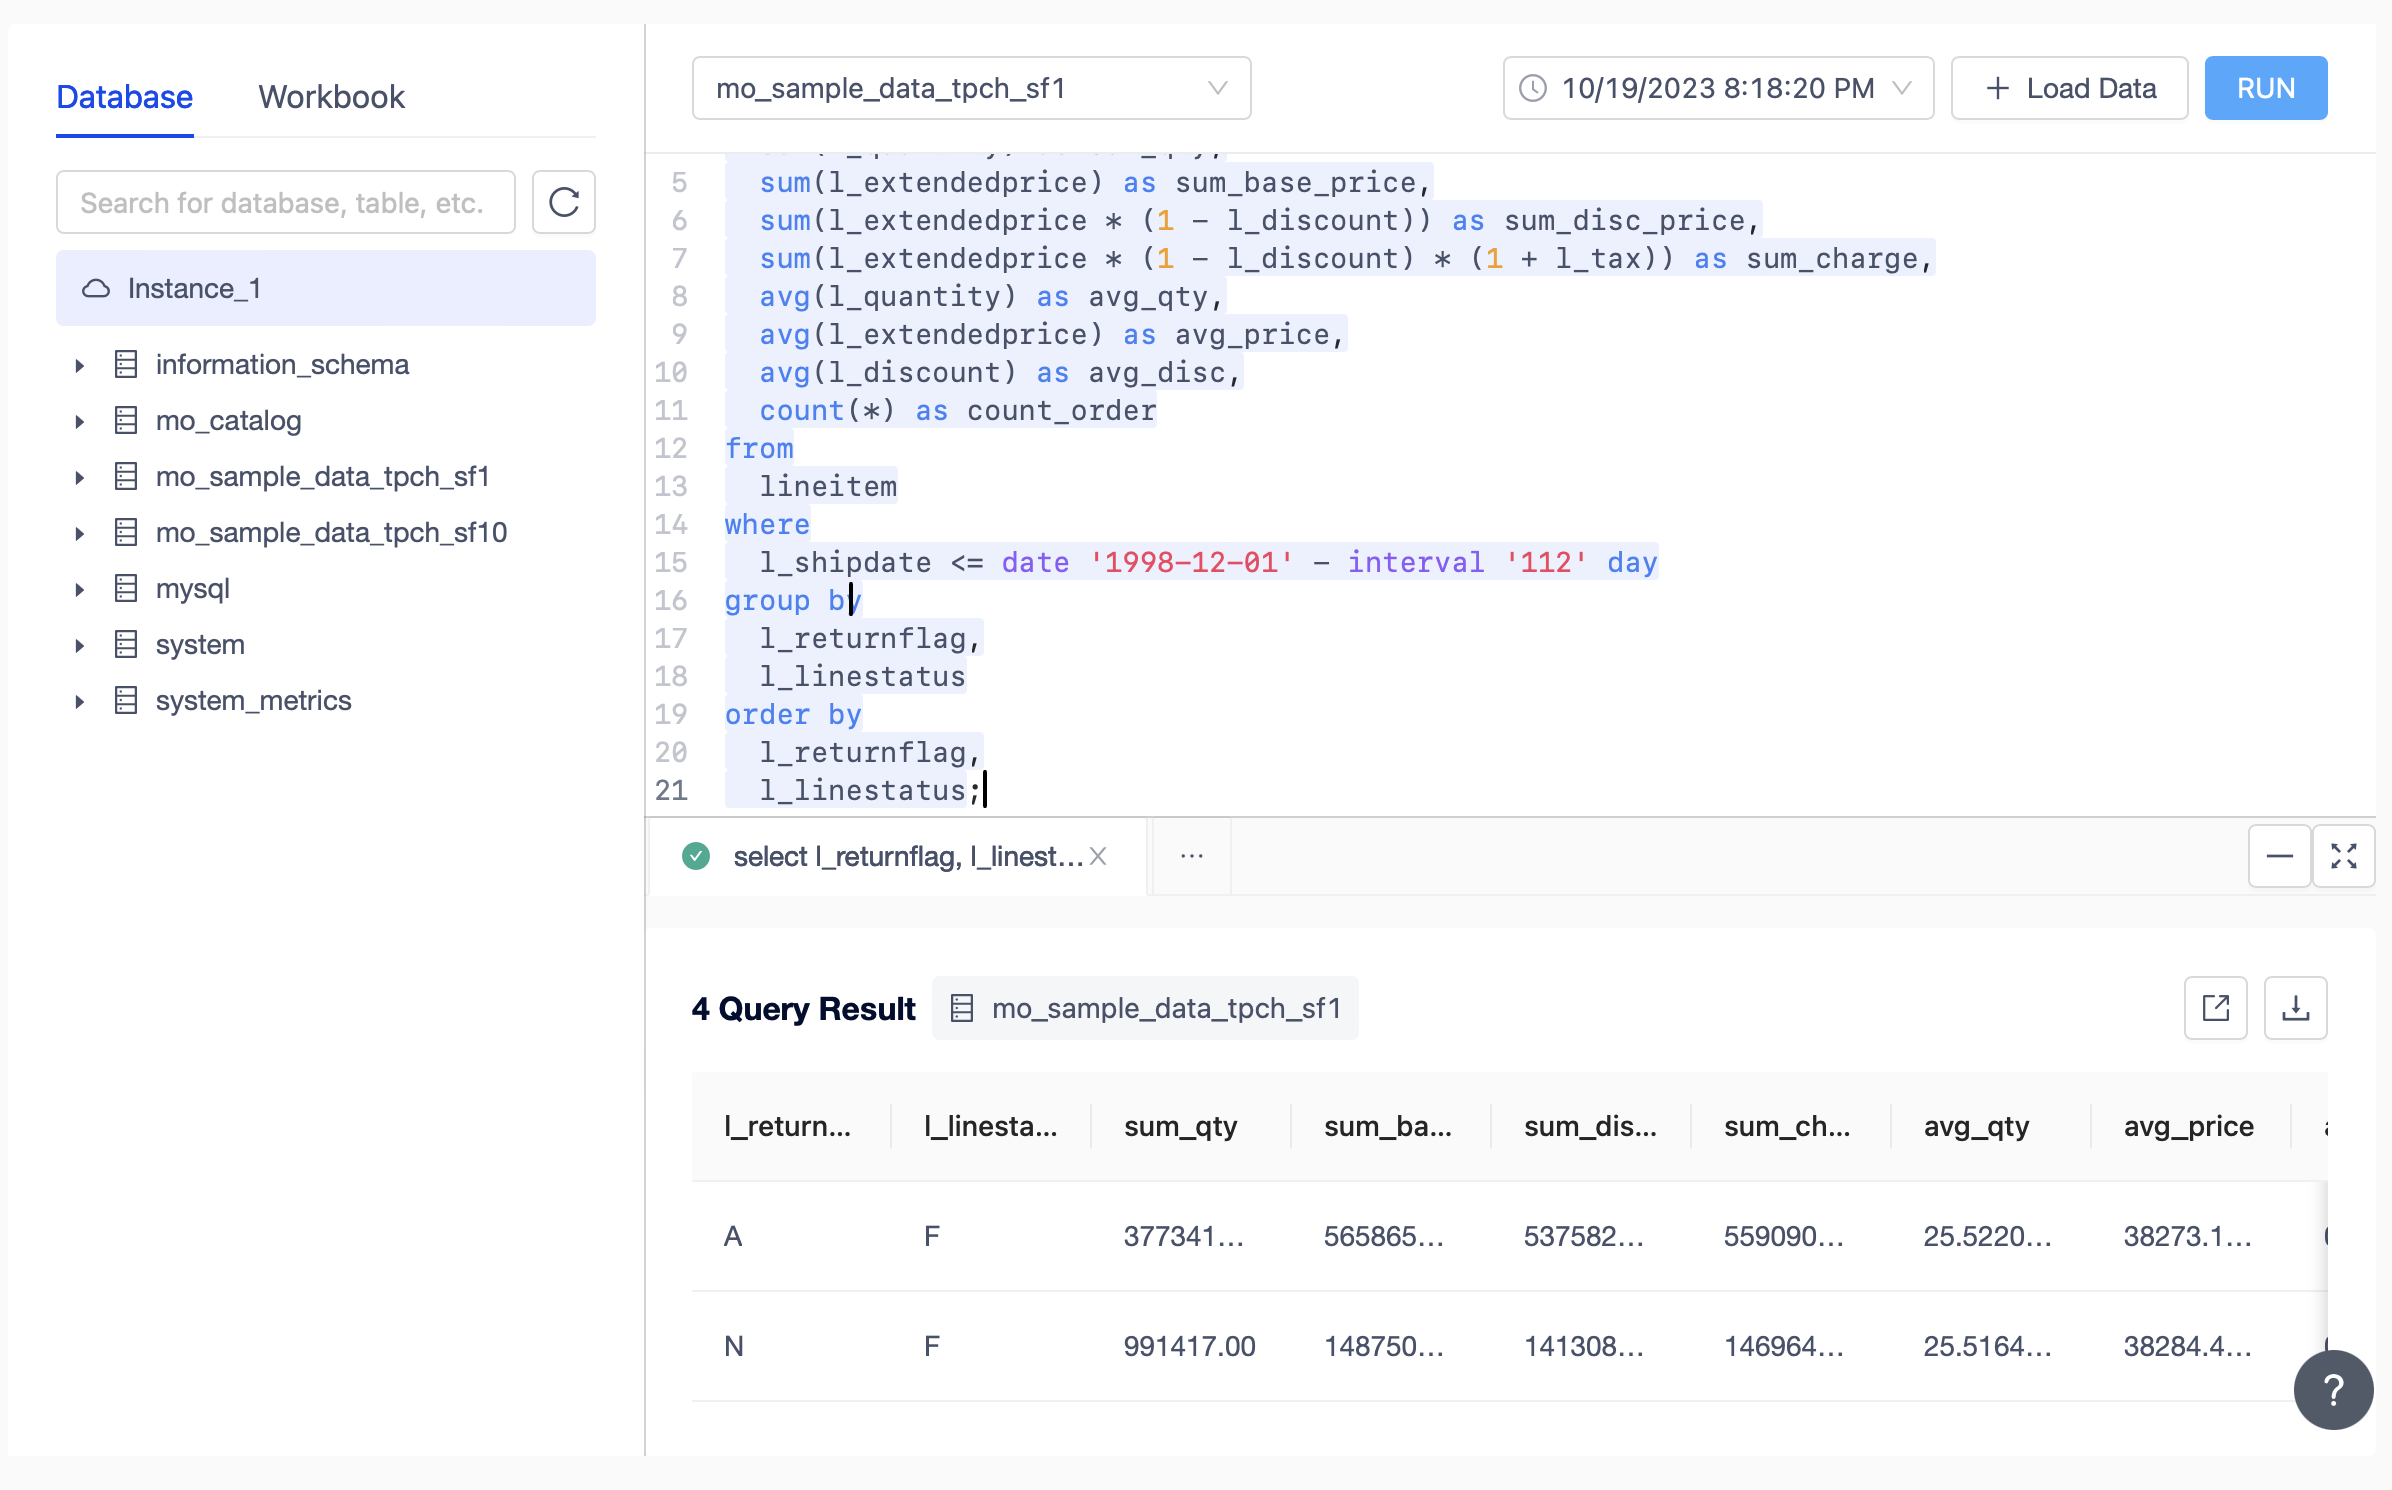 Database Workbook
Search for database, table, etc.
Instance_1
information_schema
mo_catalog
mo_sample_data_tpch_sf1
mo_sample_data_tpch_sf10
mysql
system
system_metrics
mo_sample_data_tpch_sf1 10/19/2023 8:18:20 PM + Load Data RUN
5 sum(l_extendedprice) as sum_base_price,
6 sum(l_extendedprice * (1 - l_discount)) as sum_disc_price,
7 sum(l_extendedprice * (1 - l_discount) * (1 + l_tax)) as sum_charge,
8 avg(l_quantity) as avg_qty,
9 avg(l_extendedprice) as avg_price,
10 avg(l_discount) as avg_disc,
11 count(*) as count_order
12 from
13 lineitem
14 where
15 l_shipdate <= date '1998-12-01' - interval '112' day
16 group by
17 l_returnflag,
18 l_linestatus
19 order by
20 l_returnflag,
21 l_linestatus;
select l_returnflag, l_linest... ...
4 Query Result mo_sample_data_tpch_sf1
l_return... l_linesta... sum_qty sum_ba... sum_dis... sum_ch... avg_qty avg_price
A F 377341... 565865... 537582... 559090... 25.5220... 38273.1...
N F 991417.00 148750... 141308... 146964... 25.5164... 38284.4...
?